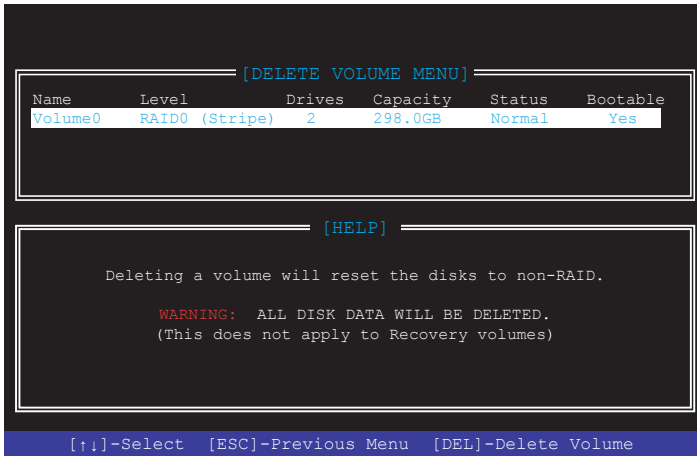 [DELETE VOLUME MENU]
Name Level Drives Capacity Status Bootable
Volume0 RAID0 (Stripe) 2 298.0GB Normal Yes
[HELP]
Deleting a volume will reset the disks to non-RAID.
WARNING: ALL DISK DATA WILL BE DELETED.
(This does not apply to Recovery volumes)
[↑↓]-Select [ESC]-Previous Menu [DEL]-Delete Volume